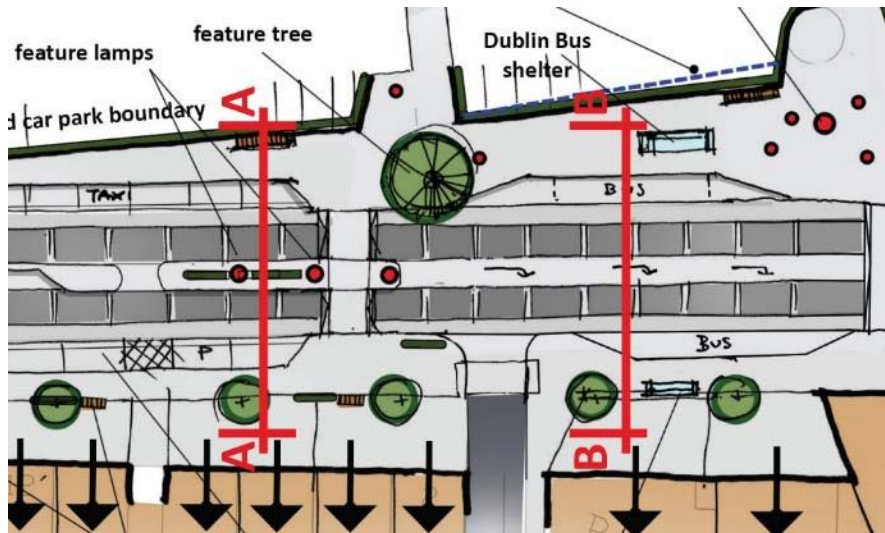 feature lamps
feature tree
Dublin Bus
shelter
d car park boundary
A
B
TAXI
BUS
P
BUS
A
B